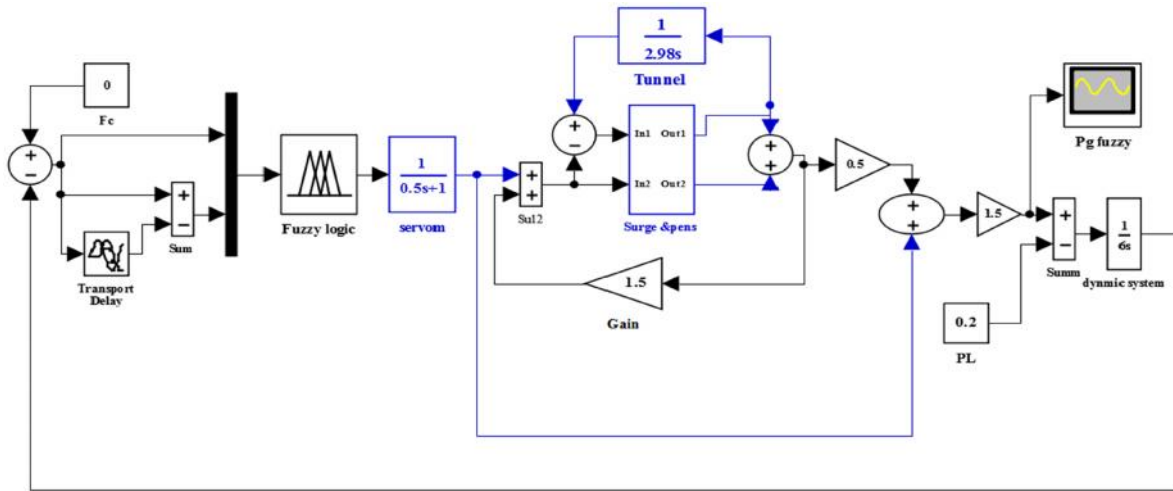 1
2.98s
Tunnel
0
Fc
+
−
Transport
Delay
+
−
Sum
Fuzzy logic
1
0.5s+1
servom
+
+
Su12
+
−
In1
In2
Out1
Out2
Surge &pens
+
+
1.5
Gain
0.5
+
+
1.5
Pg fuzzy
+
−
Summ
0.2
PL
1
6s
dynmic system